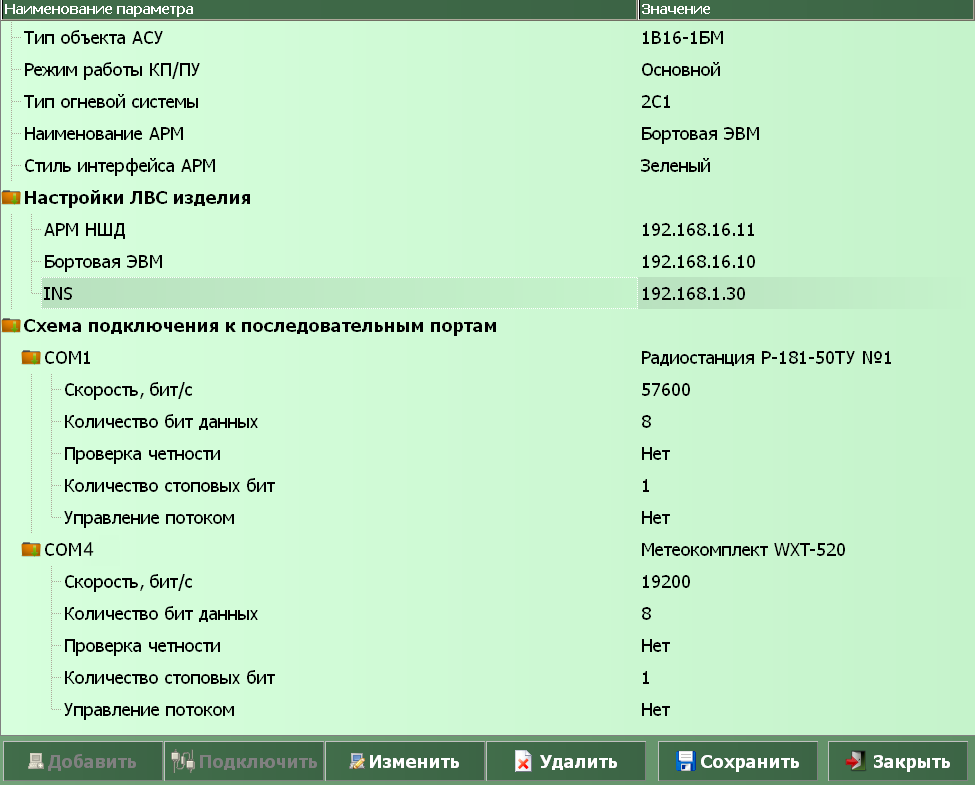 Наименование параметра Значение
Тип объекта АСУ 1В16-1БМ
Режим работы КП/ПУ Основной
Тип огневой системы 2С1
Наименование АРМ Бортовая ЭВМ
Стиль интерфейса АРМ Зеленый
Настройки ЛВС изделия
АРМ НШД 192.168.16.11
Бортовая ЭВМ 192.168.16.10
INS 192.168.1.30
Схема подключения к последовательным портам
COM1 Радиостанция Р-181-50ТУ №1
Скорость, бит/с 57600
Количество бит данных 8
Проверка четности Нет
Количество стоповых бит 1
Управление потоком Нет
COM4 Метеокомплект WXT-520
Скорость, бит/с 19200
Количество бит данных 8
Проверка четности Нет
Количество стоповых бит 1
Управление потоком Нет
Добавить Подключить Изменить Удалить Сохранить Закрыть